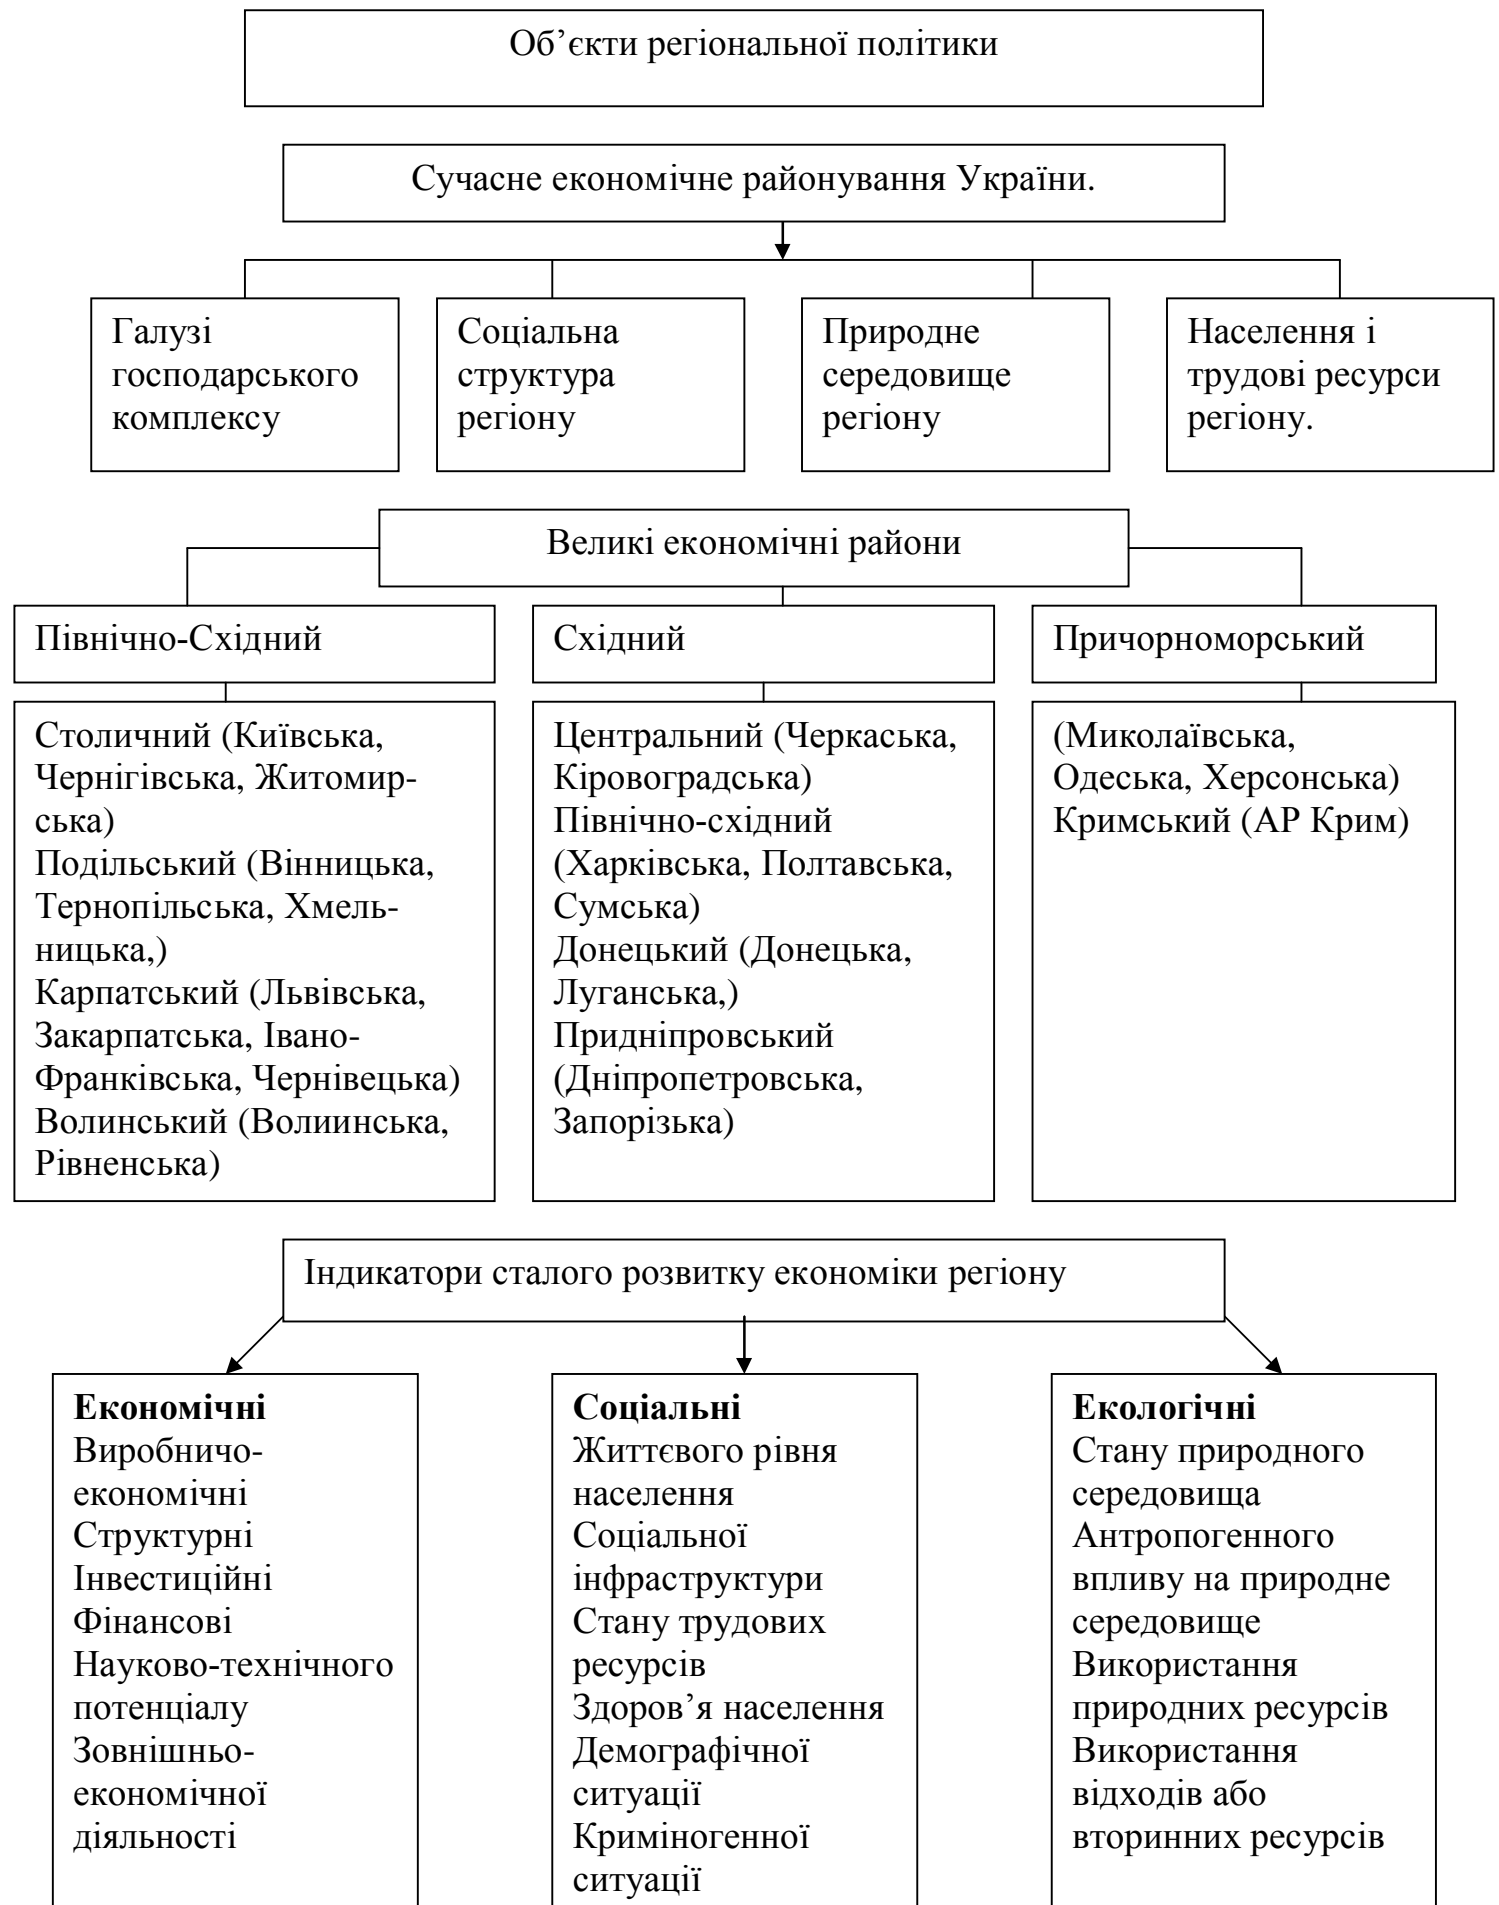 Об’єкти регіональної політики
Сучасне економічне районування України.
Галузі
господарського
комплексу
Соціальна
структура
регіону
Природне
середовище
регіону
Населення і
трудові ресурси
регіону.
Великі економічні райони
Північно-Східний
Східний
Причорноморський
Столичний (Київська,
Чернігівська, Житомир-
ська)
Подільський (Вінницька,
Тернопільська, Хмель-
ницька,)
Карпатський (Львівська,
Закарпатська, Івано-
Франківська, Чернівецька)
Волинський (Волиинська,
Рівненська)
Центральний (Черкаська,
Кіровоградська)
Північно-східний
(Харківська, Полтавська,
Сумська)
Донецький (Донецька,
Луганська,)
Придніпровський
(Дніпропетровська,
Запорізька)
(Миколаївська,
Одеська, Херсонська)
Кримський (АР Крим)
Індикатори сталого розвитку економіки регіону
Економічні
Виробничо-
економічні
Структурні
Інвестиційні
Фінансові
Науково-технічного
потенціалу
Зовнішньо-
економічної
діяльності
Соціальні
Життєвого рівня
населення
Соціальної
інфраструктури
Стану трудових
ресурсів
Здоров’я населення
Демографічної
ситуації
Криміногенної
ситуації
Екологічні
Стану природного
середовища
Антропогенного
впливу на природне
середовище
Використання
природних ресурсів
Використання
відходів або
вторинних ресурсів